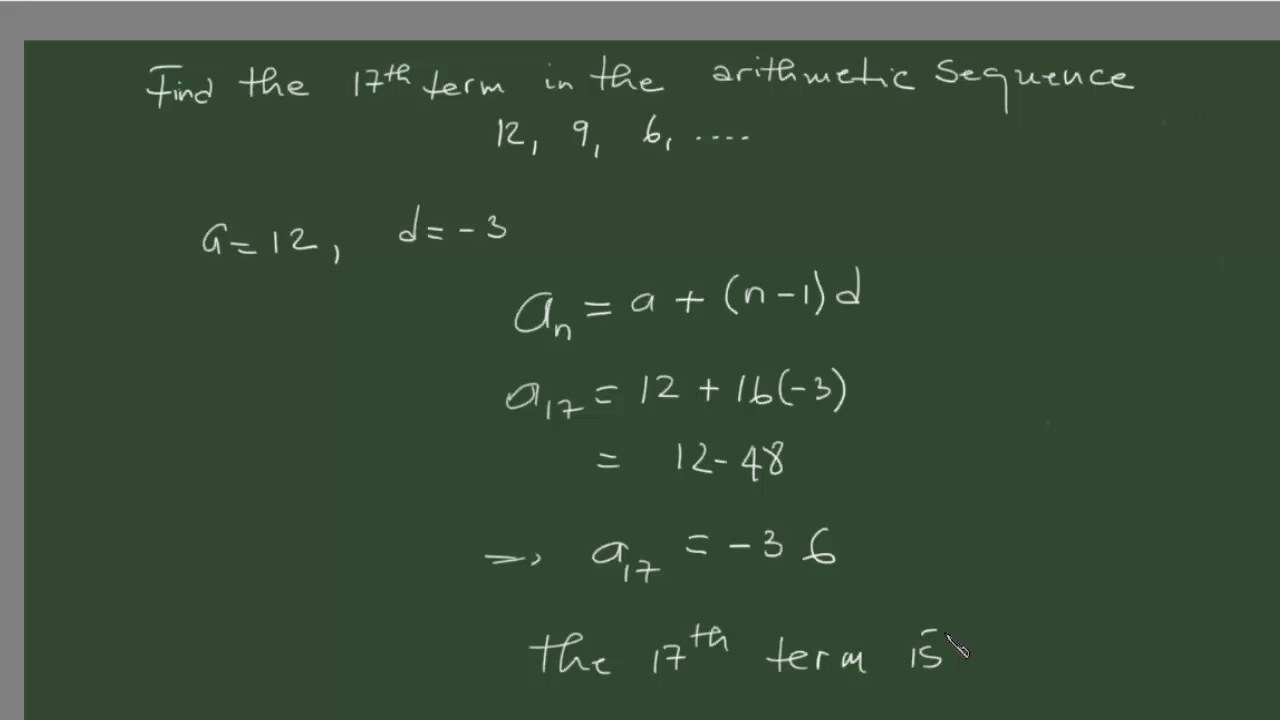 Find the 17th term in the arithmetic sequence
12, 9, 6, ....
a = 12, d = -3
aₙ = a + (n-1)d
a₁₇ = 12 + 16(-3)
= 12 - 48
⇒ a₁₇ = -36
the 17th term is